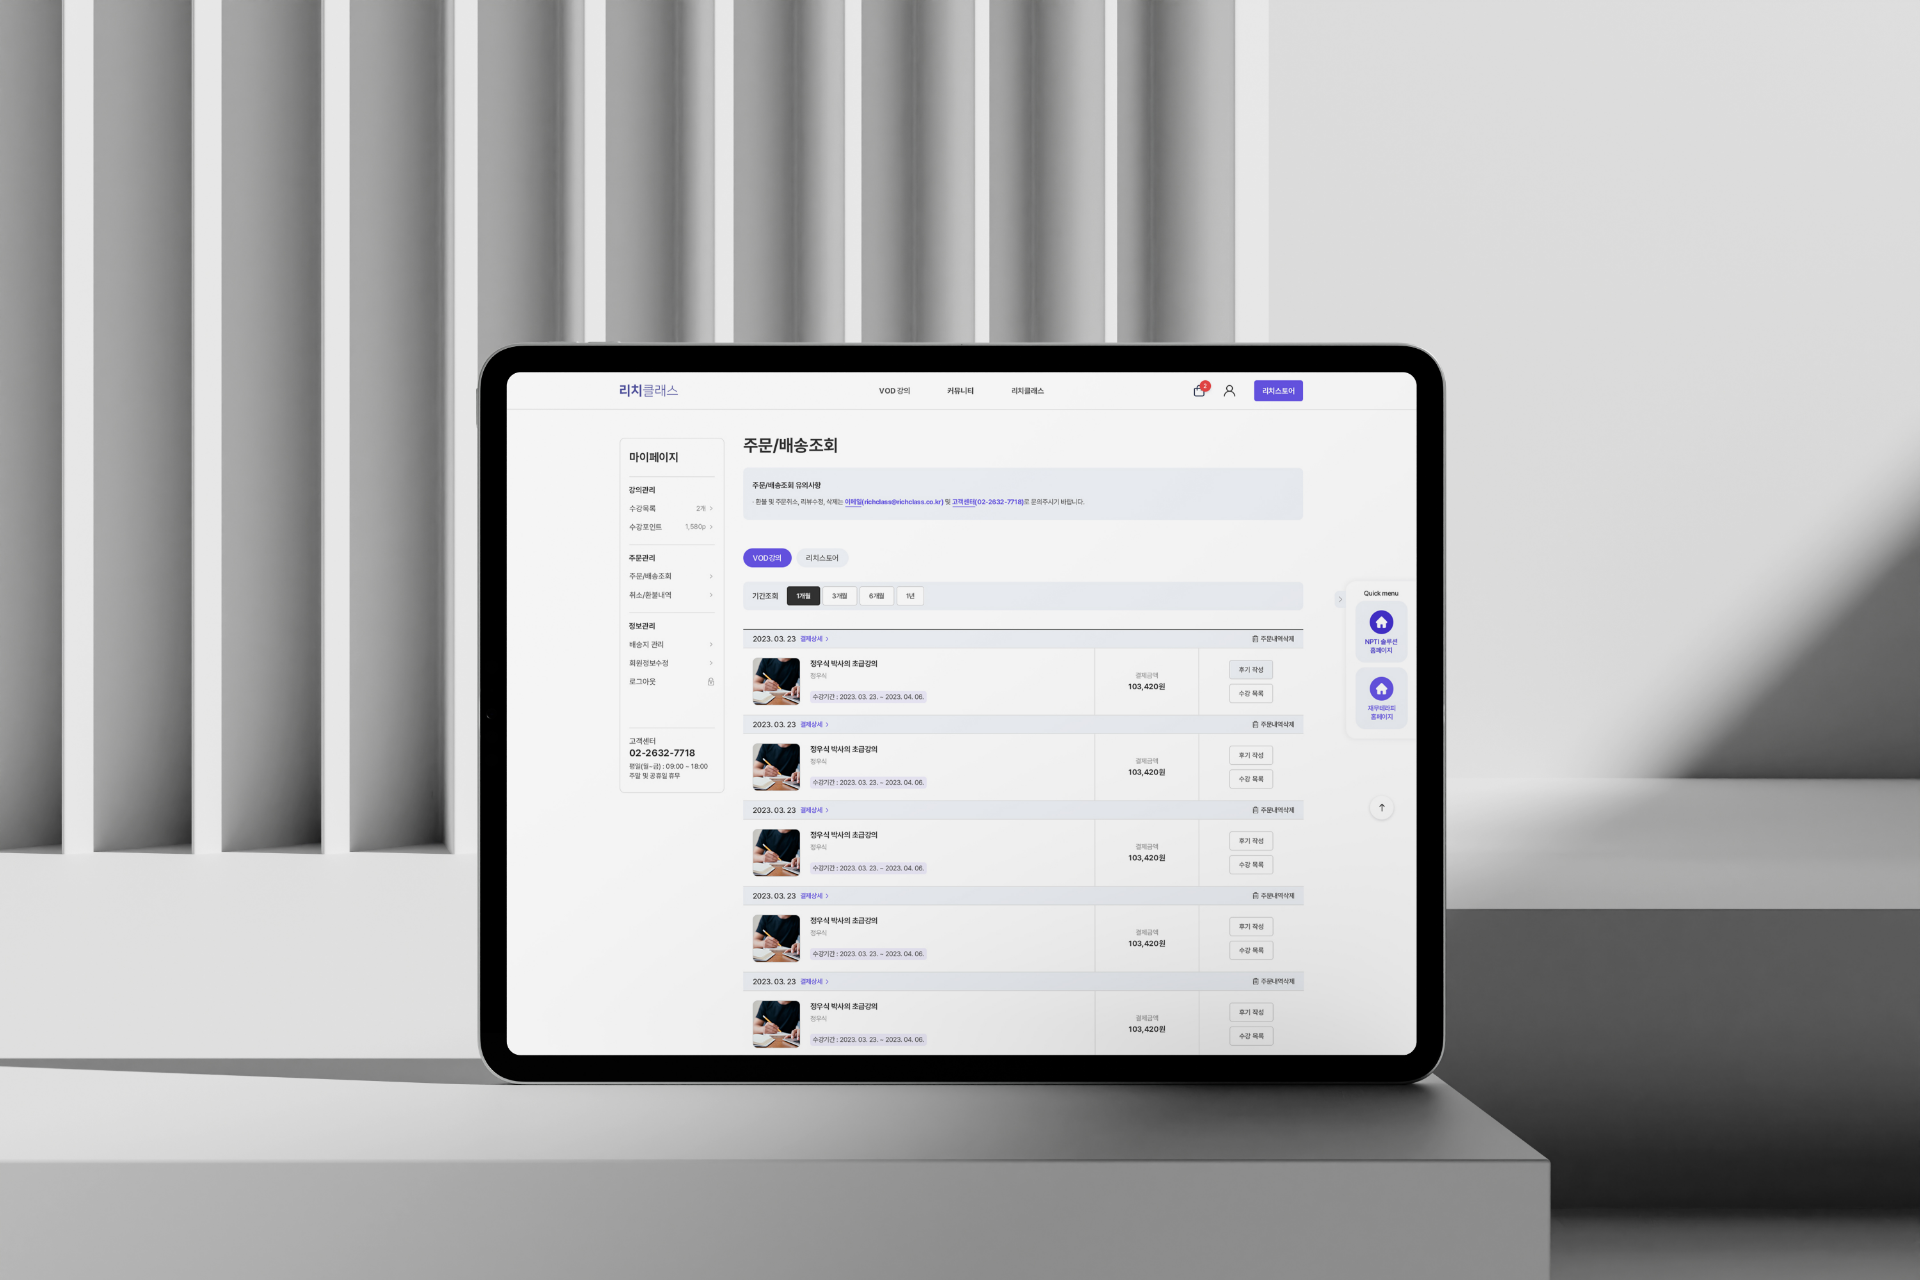 리치클래스
VOD 강의
커뮤니티
리치클래스
2
리치스토어
마이페이지
강의관리
수강목록 2개
수강포인트 1,580p
주문관리
주문/배송조회
취소/환불내역
정보관리
배송지 관리
회원정보수정
로그아웃
고객센터
02-2632-7718
평일(월~금) : 09:00 ~ 18:00
주말 및 공휴일 휴무
주문/배송조회
주문/배송조회 유의사항
· 환불 및 주문취소, 리뷰수정, 삭제는 이메일(richclass@richclass.co.kr) 및 고객센터(02-2632-7718)로 문의주시기 바랍니다.
VOD강의
리치스토어
기간조회 1개월 3개월 6개월 1년
2023. 03. 23 결제상세 주문내역삭제
정우식 박사의 초급강의
정우식
수강기간 : 2023. 03. 23. ~ 2023. 04. 06.
결제금액
103,420원
후기 작성
수강 목록
2023. 03. 23 결제상세 주문내역삭제
정우식 박사의 초급강의
정우식
수강기간 : 2023. 03. 23. ~ 2023. 04. 06.
결제금액
103,420원
후기 작성
수강 목록
2023. 03. 23 결제상세 주문내역삭제
정우식 박사의 초급강의
정우식
수강기간 : 2023. 03. 23. ~ 2023. 04. 06.
결제금액
103,420원
후기 작성
수강 목록
2023. 03. 23 결제상세 주문내역삭제
정우식 박사의 초급강의
정우식
수강기간 : 2023. 03. 23. ~ 2023. 04. 06.
결제금액
103,420원
후기 작성
수강 목록
2023. 03. 23 결제상세 주문내역삭제
정우식 박사의 초급강의
정우식
수강기간 : 2023. 03. 23. ~ 2023. 04. 06.
결제금액
103,420원
후기 작성
수강 목록
Quick menu
NPTI 솔루션
홈페이지
재무테라피
홈페이지